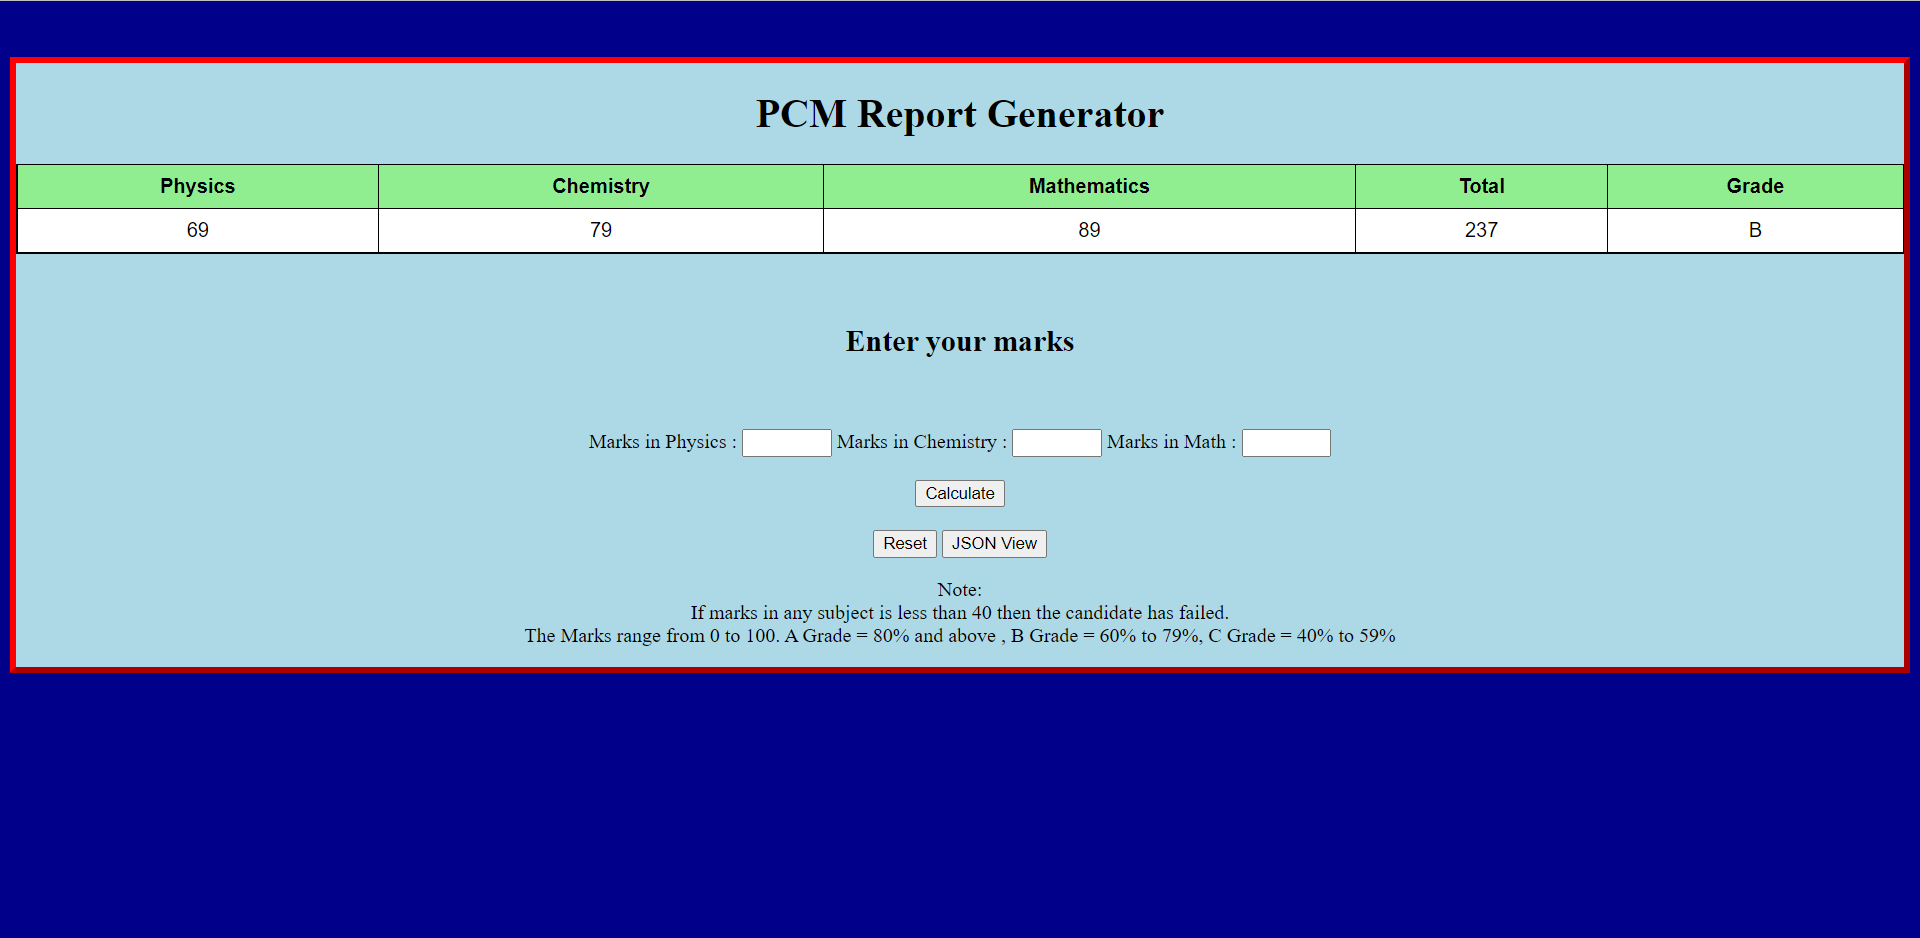 PCM Report Generator
Physics Chemistry Mathematics Total Grade
69 79 89 237 B
Enter your marks
Marks in Physics : Marks in Chemistry : Marks in Math :
Calculate
Reset JSON View
Note:
If marks in any subject is less than 40 then the candidate has failed.
The Marks range from 0 to 100. A Grade = 80% and above , B Grade = 60% to 79%, C Grade = 40% to 59%